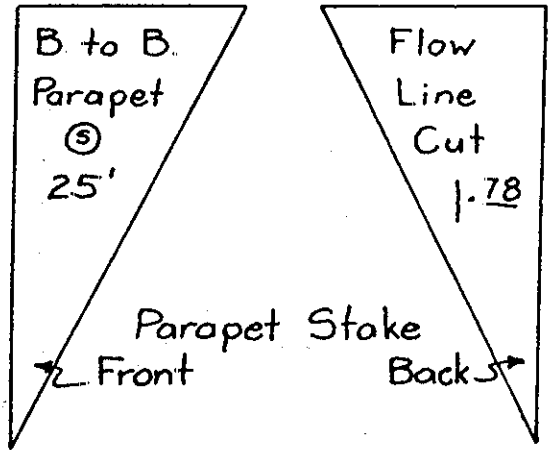 B. to B.
Parapet
Ⓢ
25'
Flow
Line
Cut
1.78
Parapet Stake
Front
Back